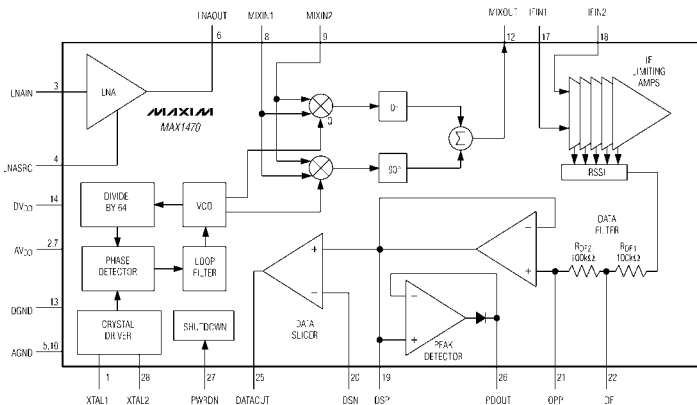 LNAOUT MIXIN1 MIXIN2 MIXOUT IFIN1 IFIN2
6 8 9 12 17 18
LNAIN 3
LNA
MAXIM
MAX1470
IF
LIMITING
AMPS
Q
0°
Σ
90°
RSSI
LNASRC 4
DVDD 14
DIVIDE
BY 64
VCO
DATA
FILTER
RDF2
100kΩ
RDF1
100kΩ
AVDD 2,7
PHASE
DETECTOR
LOOP
FILTER
+
−
−
+
DGND 13
CRYSTAL
DRIVER
SHUTDOWN
DATA
SLICER
−
+
PEAK
DETECTOR
AGND 5,10
1 28 27 25 20 19 26 21 22
XTAL1 XTAL2 PWRDN DATAOUT DSN DSP PDOUT OPP DF